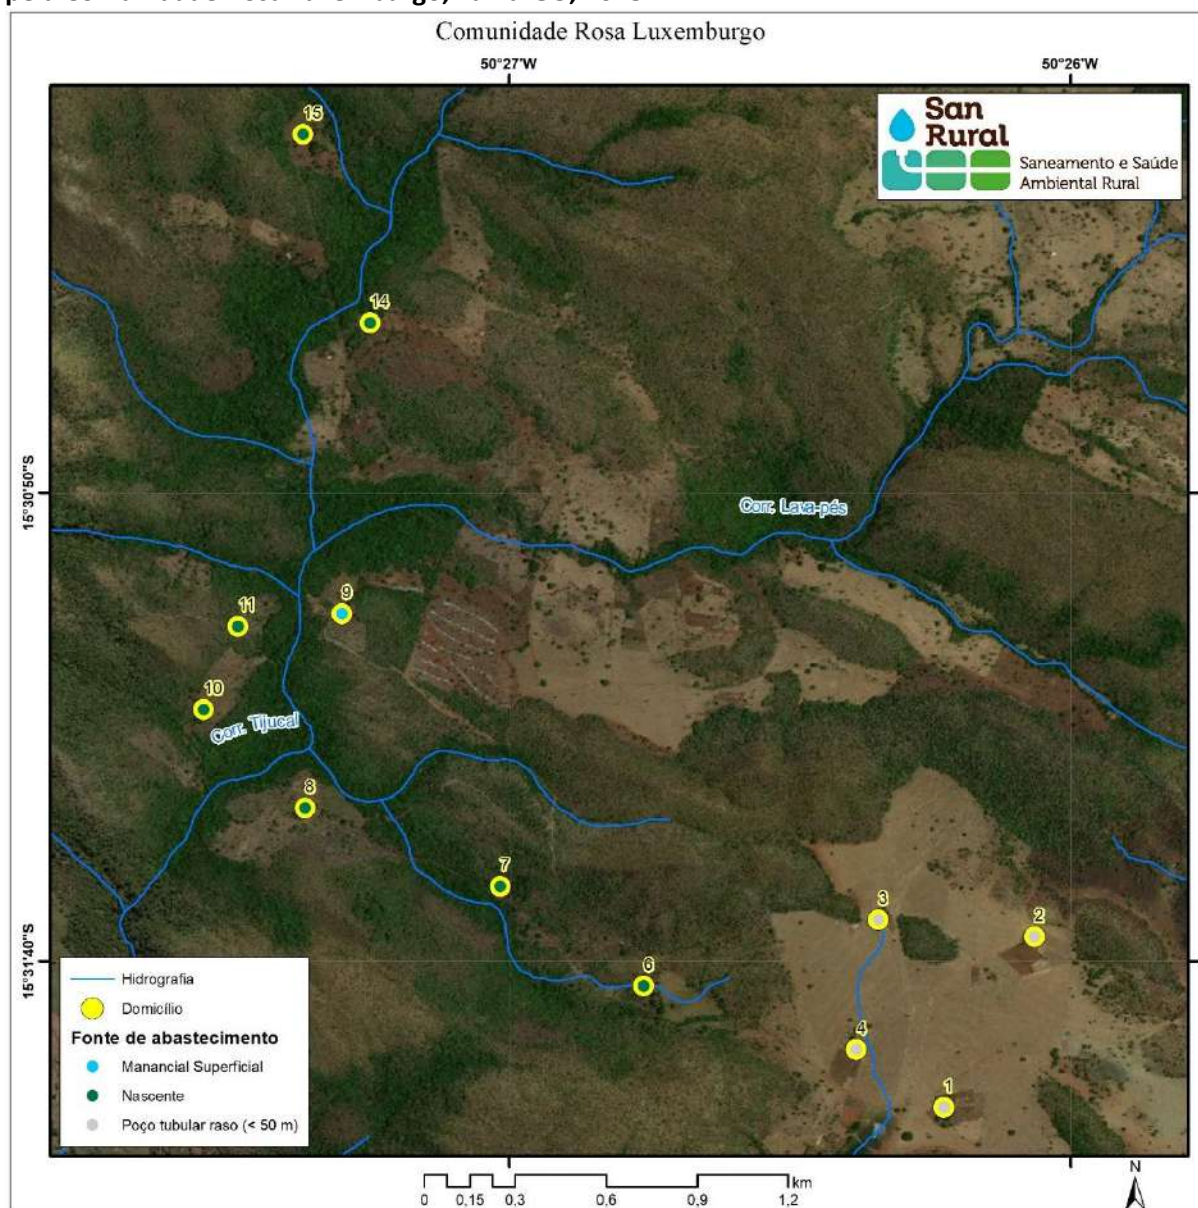 Comunidade Rosa Luxemburgo
50°27'W
50°26'W
San
Rural
Saneamento e Saúde
Ambiental Rural
15
14
15°30'50"S
Corr. Lava-pés
9
11
10
Corr. Tijucal
8
7
3
2
15°31'40"S
6
4
1
Hidrografia
Domicílio
Fonte de abastecimento
Manancial Superficial
Nascente
Poço tubular raso (< 50 m)
N
km
0 0,15 0,3 0,6 0,9 1,2